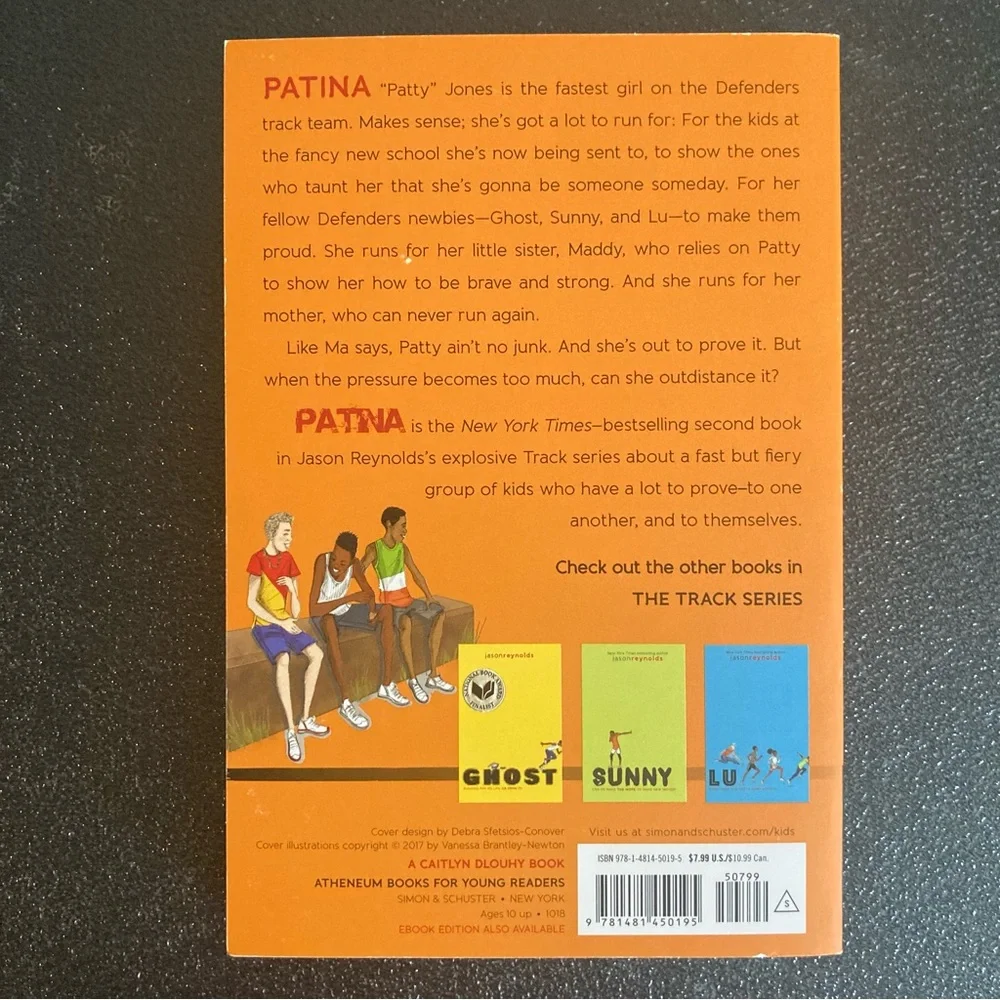 PATINA “Patty” Jones is the fastest girl on the Defenders
track team. Makes sense; she’s got a lot to run for: For the kids at
the fancy new school she’s now being sent to, to show the ones
who taunt her that she’s gonna be someone someday. For her
fellow Defenders newbies—Ghost, Sunny, and Lu—to make them
proud. She runs for her little sister, Maddy, who relies on Patty
to show her how to be brave and strong. And she runs for her
mother, who can never run again.
Like Ma says, Patty ain’t no junk. And she’s out to prove it. But
when the pressure becomes too much, can she outdistance it?
PATINA is the New York Times–bestselling second book
in Jason Reynolds’s explosive Track series about a fast but fiery
group of kids who have a lot to prove—to one
another, and to themselves.
Check out the other books in
THE TRACK SERIES
jasonreynolds
NATIONAL BOOK AWARD
FINALIST
GHOST
jasonreynolds
SUNNY
jasonreynolds
LU
Cover design by Debra Sfetsios-Conover
Cover illustrations copyright © 2017 by Vanessa Brantley-Newton
A CAITLYN DLOUHY BOOK
ATHENEUM BOOKS FOR YOUNG READERS
SIMON & SCHUSTER • NEW YORK
Ages 10 up • 1018
EBOOK EDITION ALSO AVAILABLE
Visit us at simonandschuster.com/kids
ISBN 978-1-4814-5019-5 $7.99 U.S./$10.99 Can.
50799
9 781481 450195
S